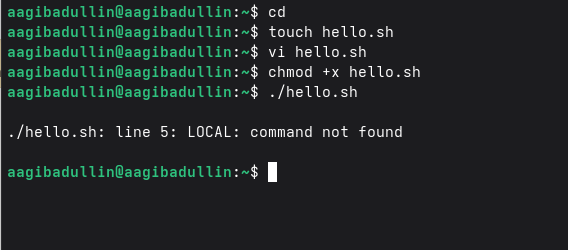 aagibadullin@aagibadullin:~$ cd
aagibadullin@aagibadullin:~$ touch hello.sh
aagibadullin@aagibadullin:~$ vi hello.sh
aagibadullin@aagibadullin:~$ chmod +x hello.sh
aagibadullin@aagibadullin:~$ ./hello.sh
./hello.sh: line 5: LOCAL: command not found
aagibadullin@aagibadullin:~$